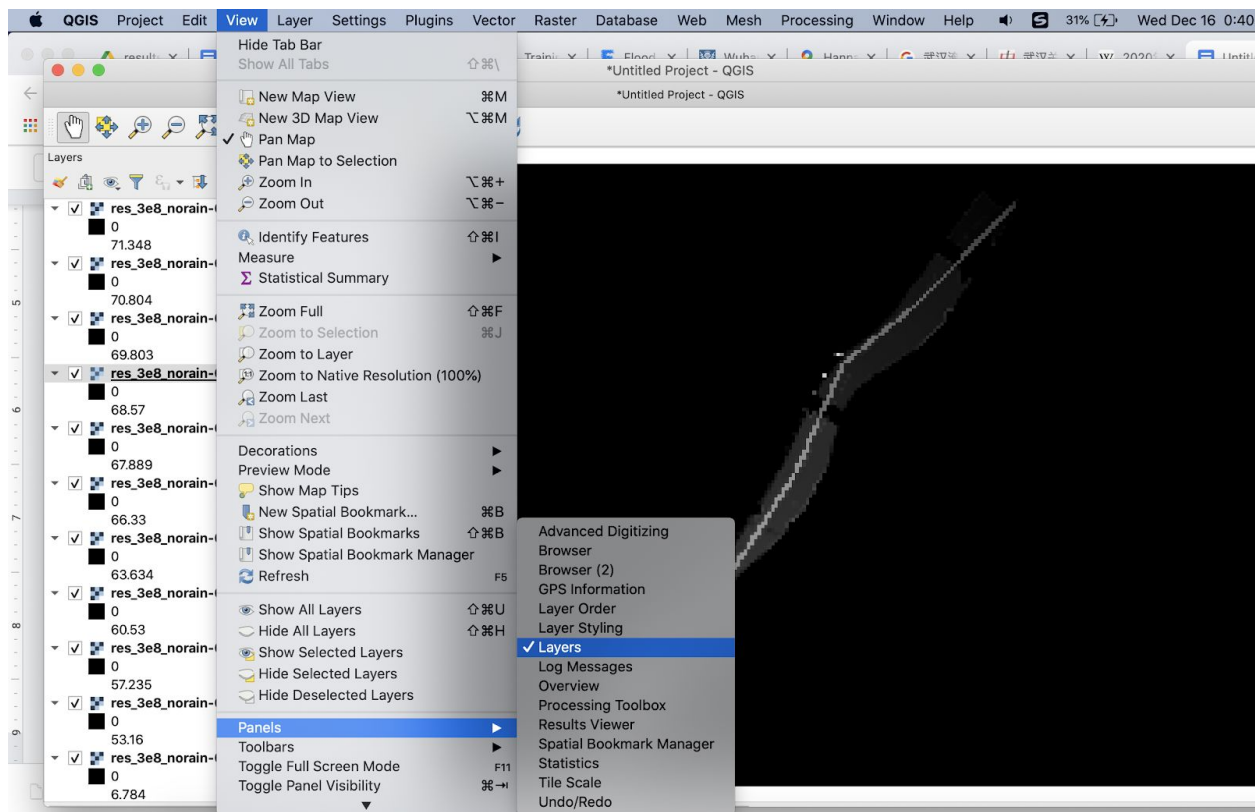 QGIS Project Edit View Layer Settings Plugins Vector Raster Database Web Mesh Processing Window Help 31% Wed Dec 16 0:40
*Untitled Project - QGIS
*Untitled Project - QGIS
Layers
res_3e8_norain-
0
71.348
res_3e8_norain-
0
70.804
res_3e8_norain-
0
69.803
res_3e8_norain-
0
68.57
res_3e8_norain-
0
67.889
res_3e8_norain-
0
66.33
res_3e8_norain-
0
63.634
res_3e8_norain-
0
60.53
res_3e8_norain-
0
57.235
res_3e8_norain-
0
53.16
res_3e8_norain-
0
6.784
Hide Tab Bar
Show All Tabs ⇧⌘\
New Map View ⌘M
New 3D Map View ⌥⌘M
✓ Pan Map
Pan Map to Selection
Zoom In ⌥⌘+
Zoom Out ⌥⌘−
Identify Features ⇧⌘I
Measure ▶
Σ Statistical Summary
Zoom Full ⇧⌘F
Zoom to Selection ⌘J
Zoom to Layer
Zoom to Native Resolution (100%)
Zoom Last
Zoom Next
Decorations ▶
Preview Mode ▶
Show Map Tips
New Spatial Bookmark... ⌘B
Show Spatial Bookmarks ⇧⌘B
Show Spatial Bookmark Manager
Refresh F5
Show All Layers ⇧⌘U
Hide All Layers ⇧⌘H
Show Selected Layers
Hide Selected Layers
Hide Deselected Layers
Panels ▶
Toolbars ▶
Toggle Full Screen Mode F11
Toggle Panel Visibility ⌘⇥
Advanced Digitizing
Browser
Browser (2)
GPS Information
Layer Order
Layer Styling
✓ Layers
Log Messages
Overview
Processing Toolbox
Results Viewer
Spatial Bookmark Manager
Statistics
Tile Scale
Undo/Redo
5
6
7
8
9